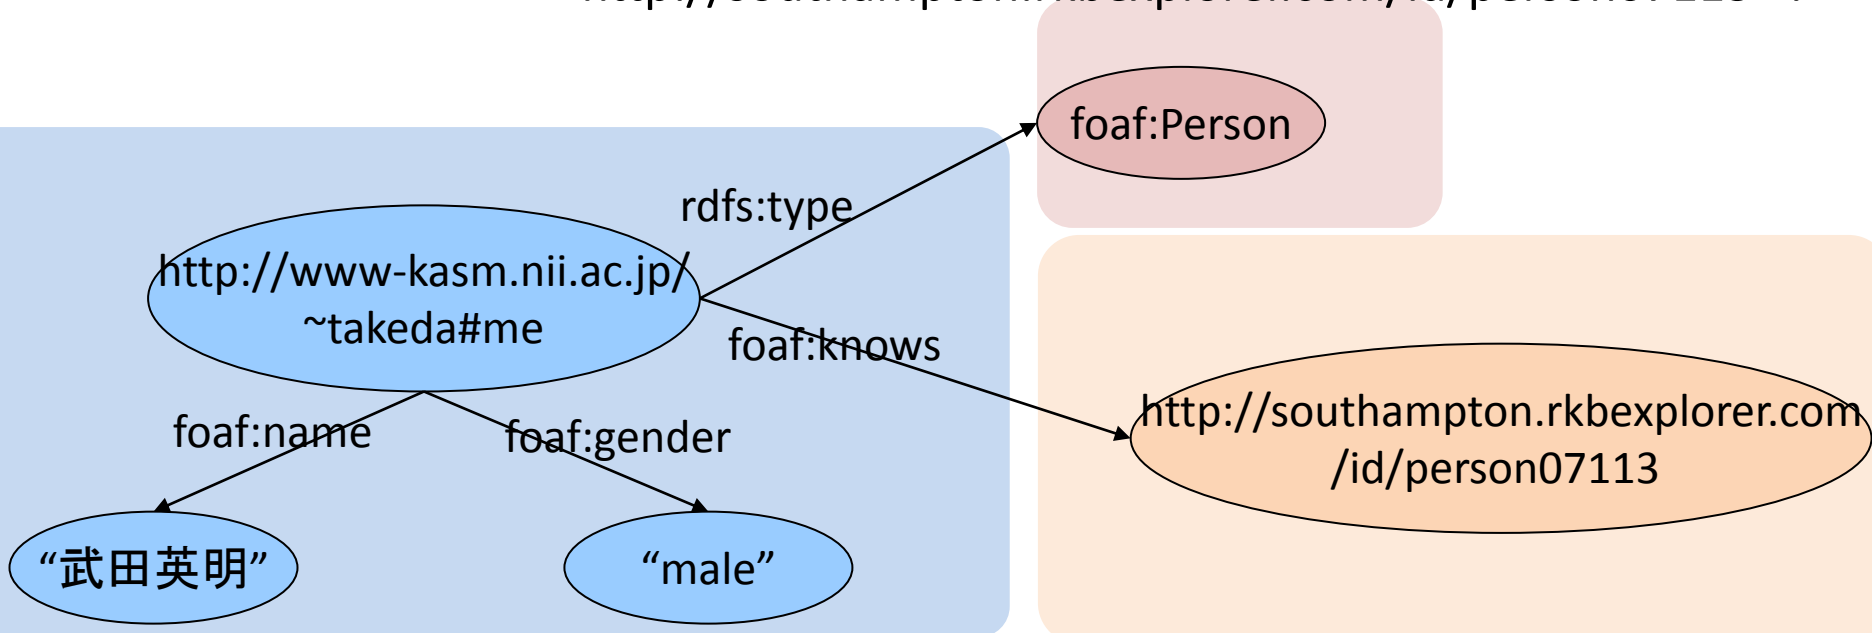 foaf:Person
rdfs:type
http://www-kasm.nii.ac.jp/
~takeda#me
foaf:knows
http://southampton.rkbexplorer.com
/id/person07113
foaf:name
foaf:gender
“武田英明”
“male”